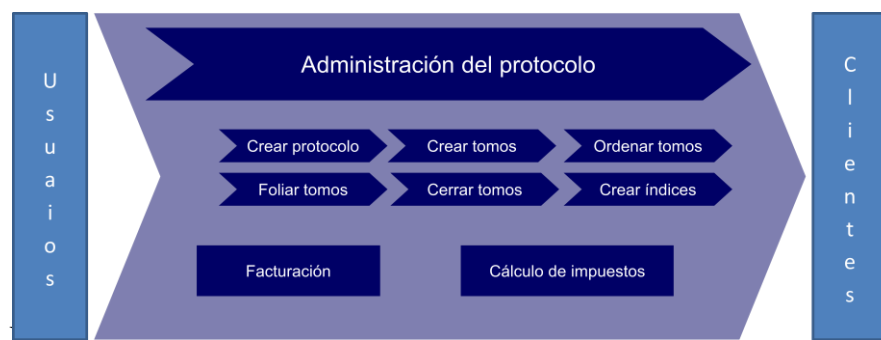 Usuaios
Administración del protocolo
Crear protocolo
Crear tomos
Ordenar tomos
Foliar tomos
Cerrar tomos
Crear índices
Facturación
Cálculo de impuestos
Clientes